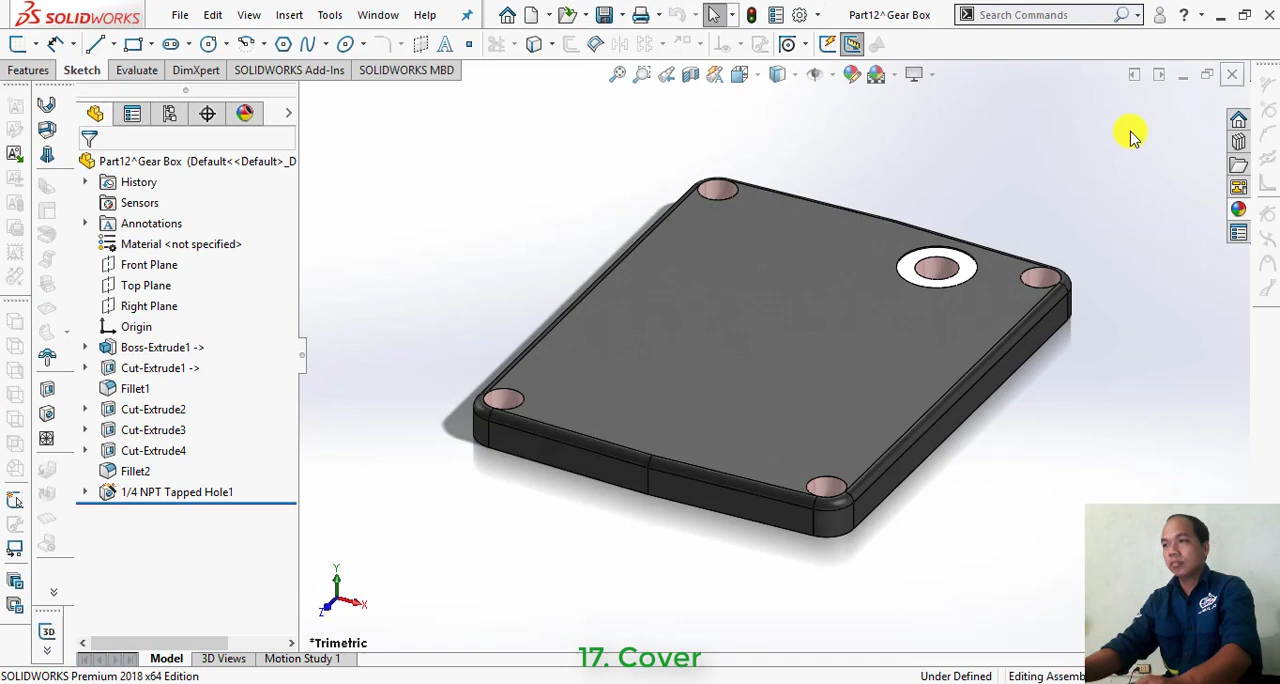 SOLIDWORKS
File
Edit
View
Insert
Tools
Window
Help
Part12^Gear Box
Search Commands
?
Features
Sketch
Evaluate
DimXpert
SOLIDWORKS Add-Ins
SOLIDWORKS MBD
Part12^Gear Box (Default<<Default>_D
History
Sensors
Annotations
Material <not specified>
Front Plane
Top Plane
Right Plane
Origin
Boss-Extrude1 ->
Cut-Extrude1 ->
Fillet1
Cut-Extrude2
Cut-Extrude3
Cut-Extrude4
Fillet2
1/4 NPT Tapped Hole1
3D
Y
Z
X
*Trimetric
17. Cover
Model
3D Views
Motion Study 1
SOLIDWORKS Premium 2018 x64 Edition
Under Defined
Editing Assemb